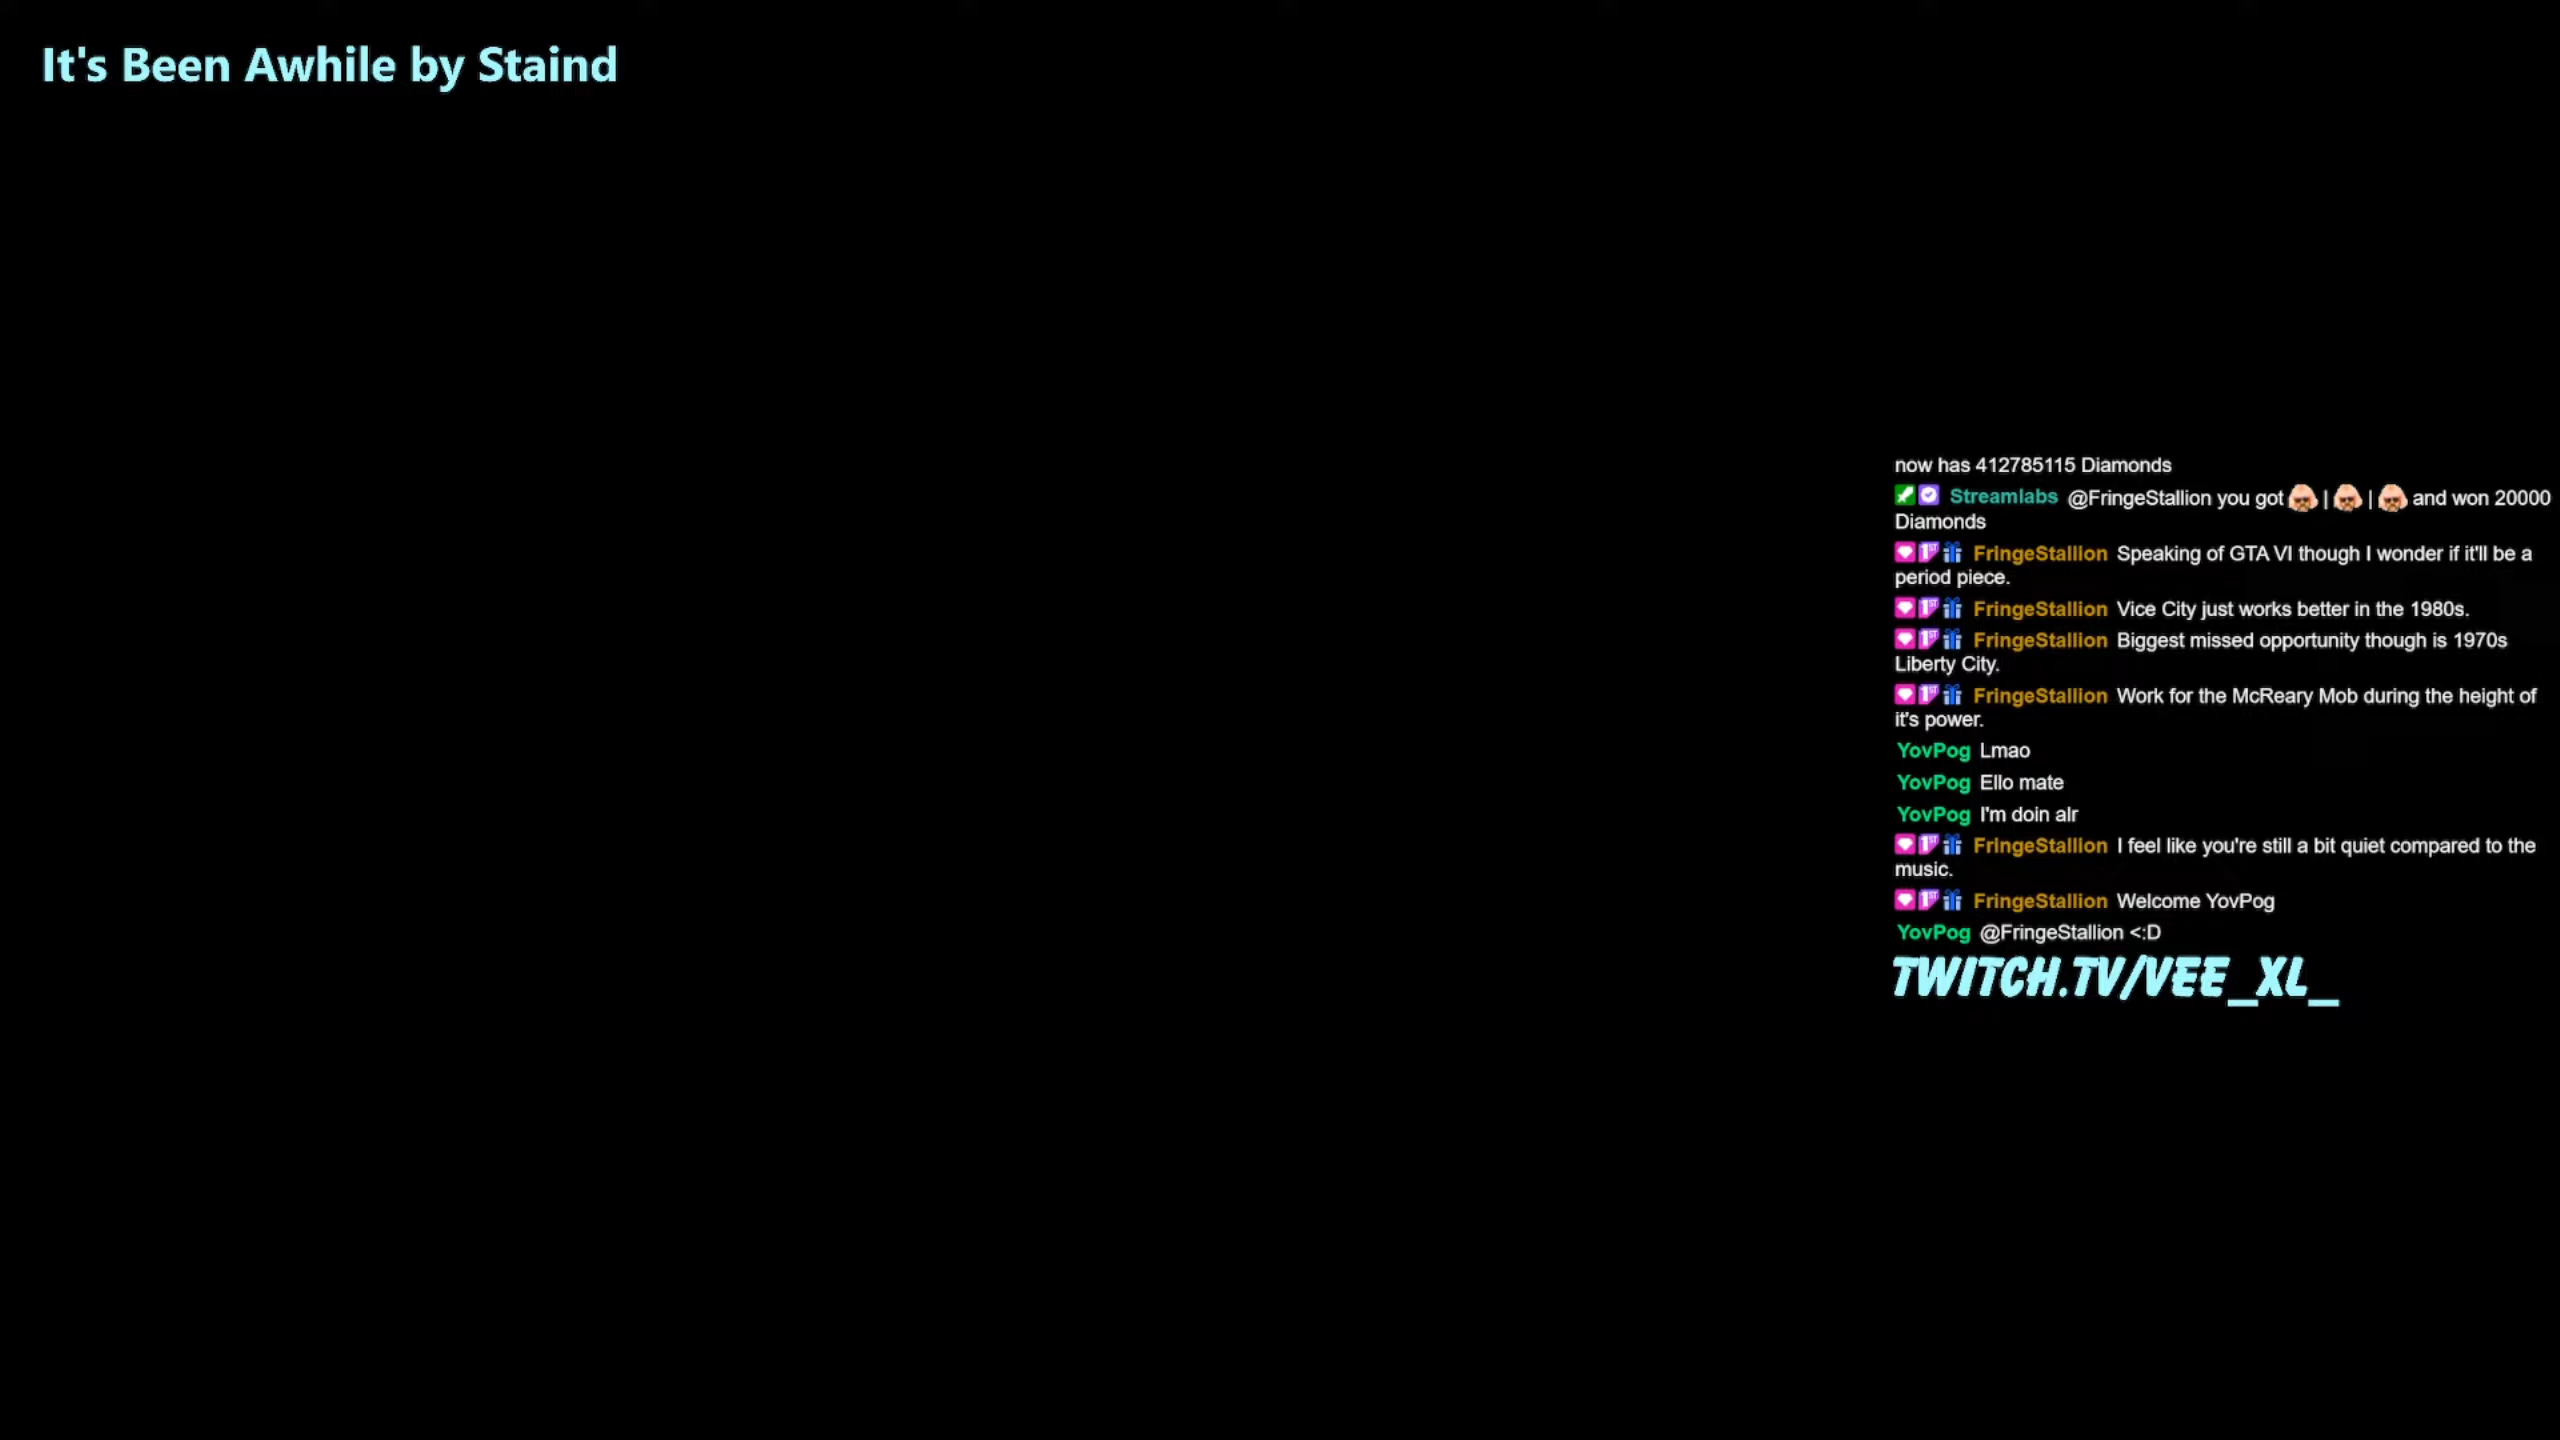 It's Been Awhile by Staind
now has 412785115 Diamonds
Streamlabs @FringeStallion you got | | and won 20000
Diamonds
FringeStallion Speaking of GTA VI though I wonder if it'll be a
period piece.
FringeStallion Vice City just works better in the 1980s.
FringeStallion Biggest missed opportunity though is 1970s
Liberty City.
FringeStallion Work for the McReary Mob during the height of
it's power.
YovPog Lmao
YovPog Ello mate
YovPog I'm doin alr
FringeStallion I feel like you're still a bit quiet compared to the
music.
FringeStallion Welcome YovPog
YovPog @FringeStallion <:D
TWITCH.TV/VEE_XL_